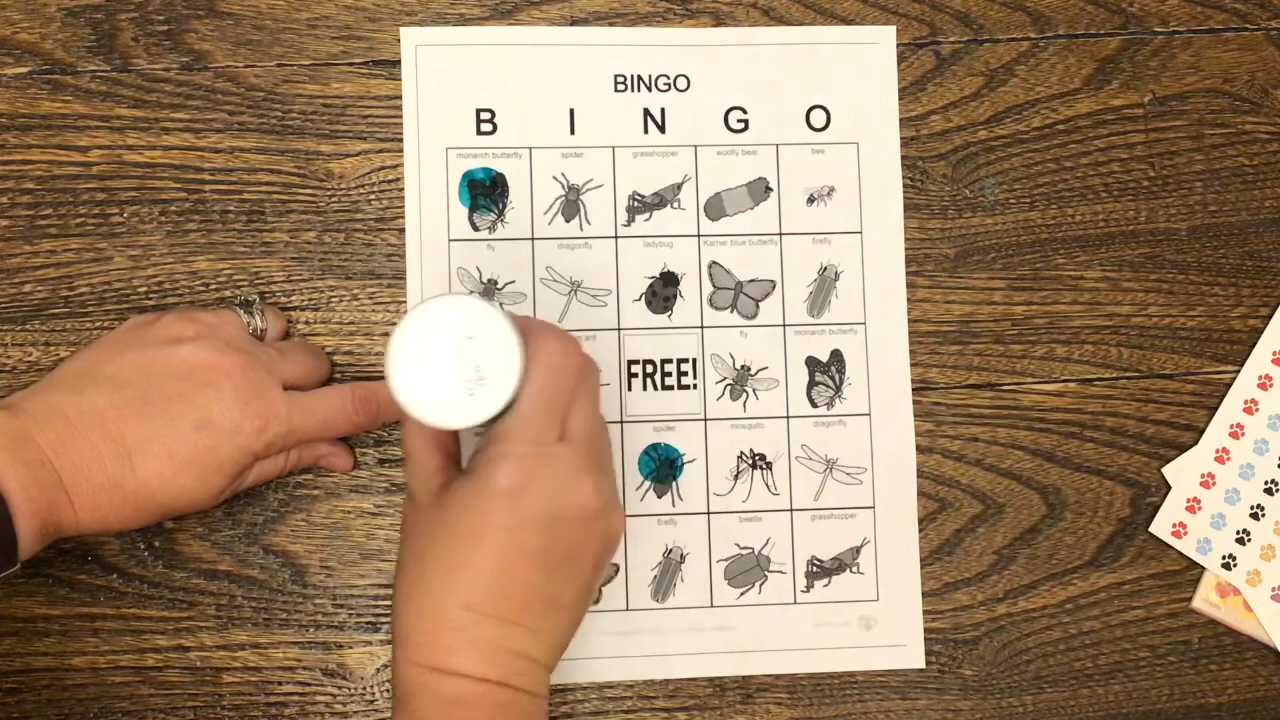 BINGO
B I N G O
monarch butterfly spider grasshopper woolly bear bee
fly dragonfly ladybug Karner blue butterfly firefly
ant FREE! fly monarch butterfly
spider mosquito dragonfly
firefly beetle grasshopper